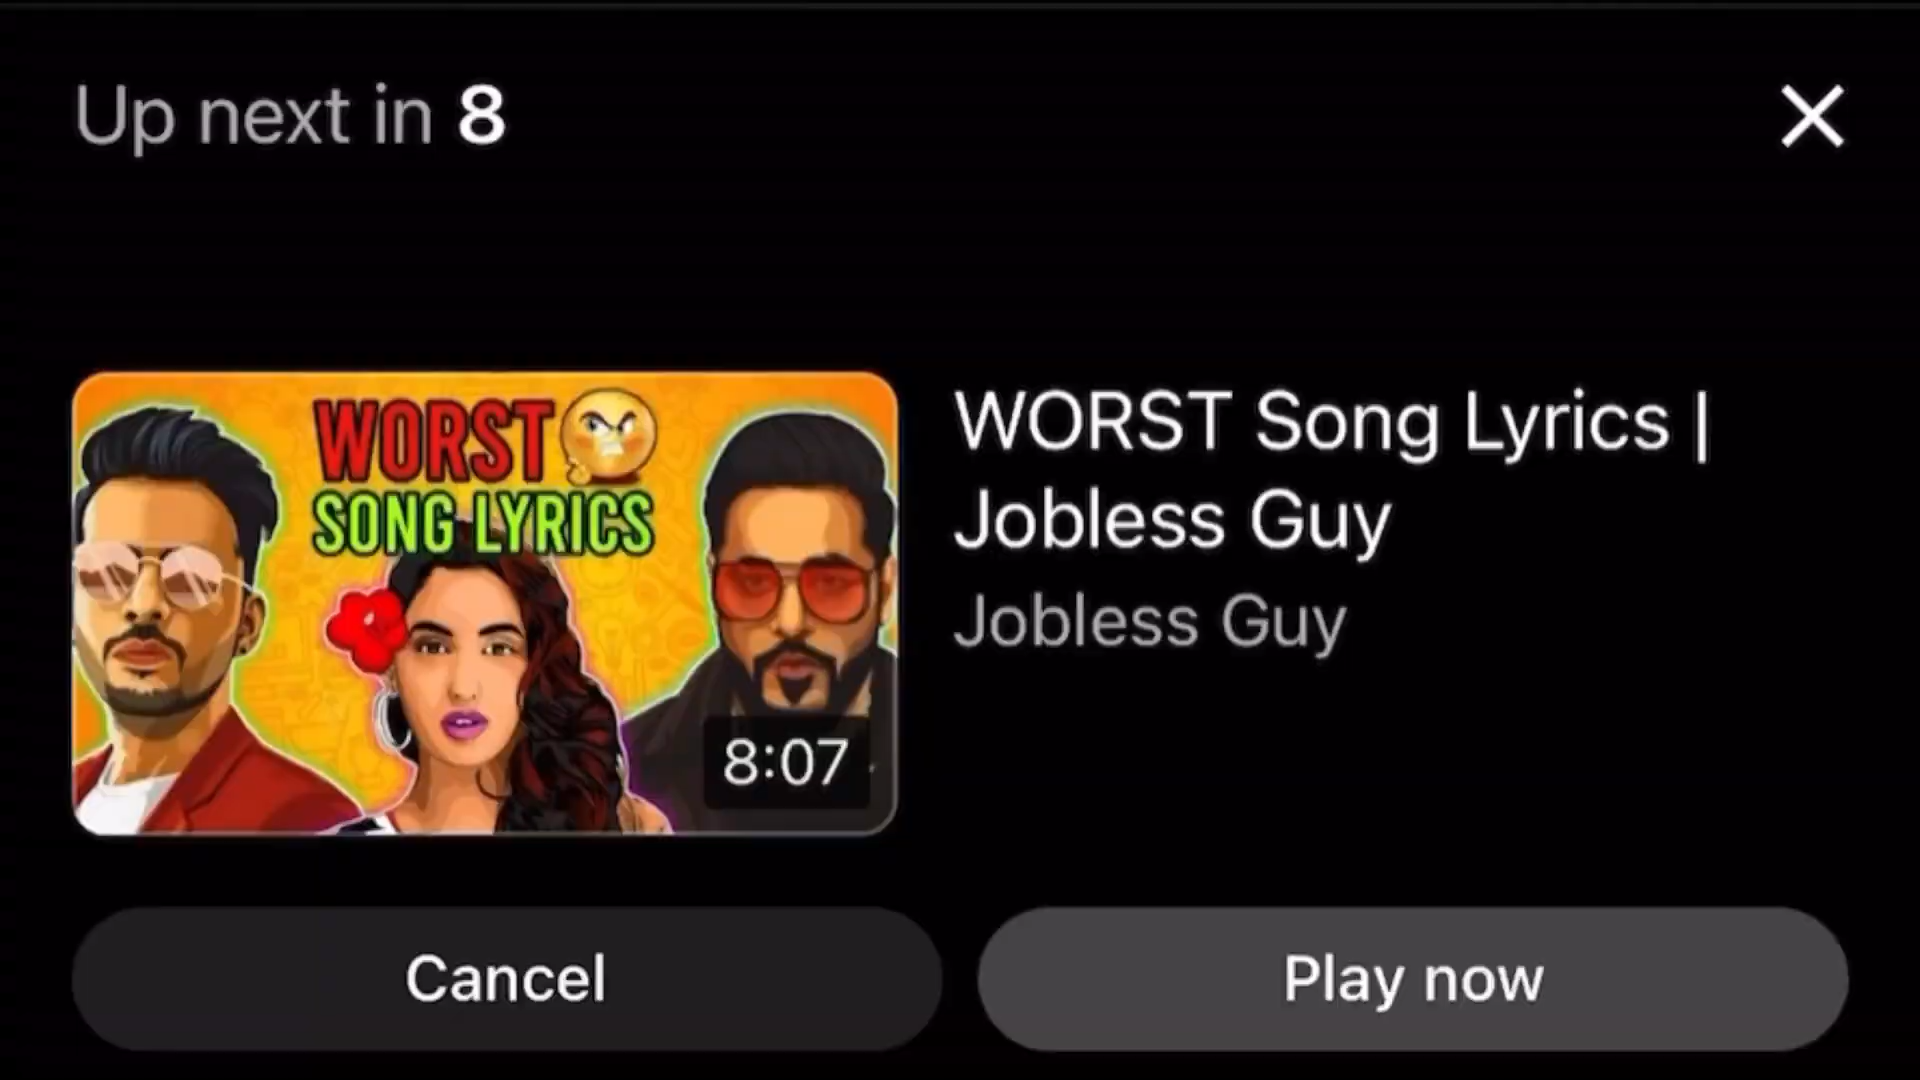 Up next in 8
WORST
SONG LYRICS
8:07
WORST Song Lyrics |
Jobless Guy
Jobless Guy
Cancel
Play now